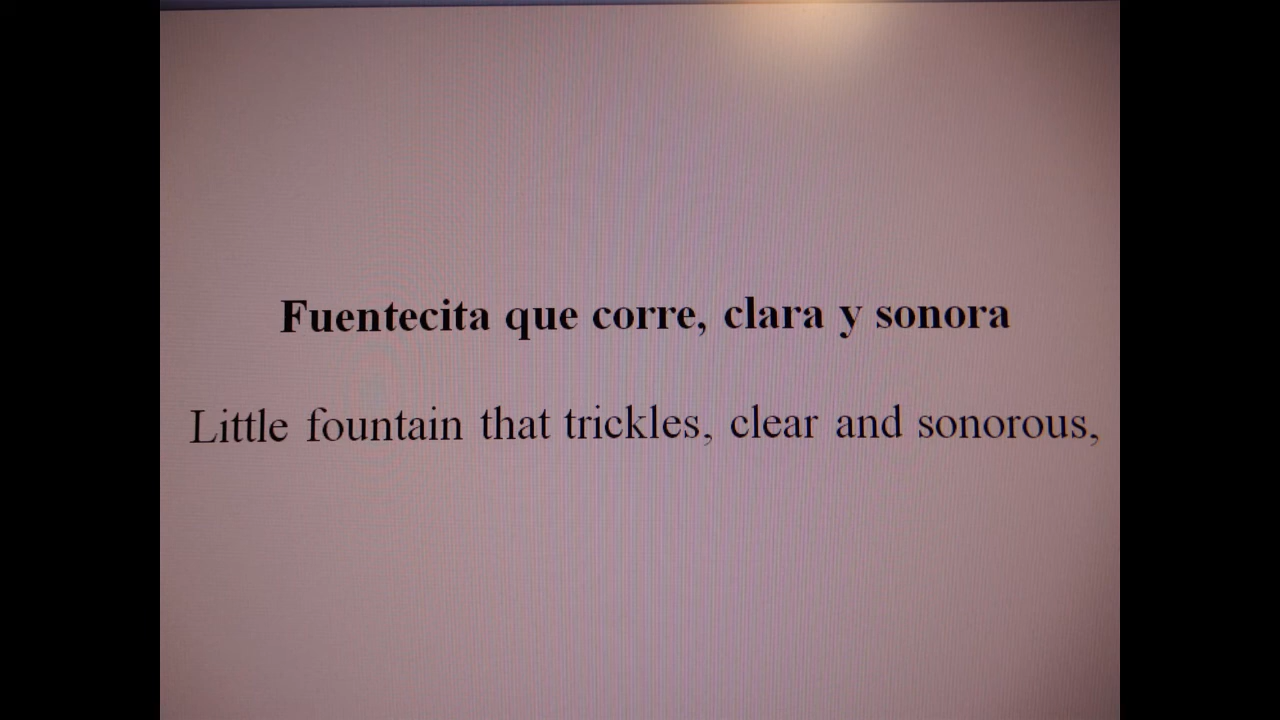 Fuentecita que corre, clara y sonora
Little fountain that trickles, clear and sonorous,